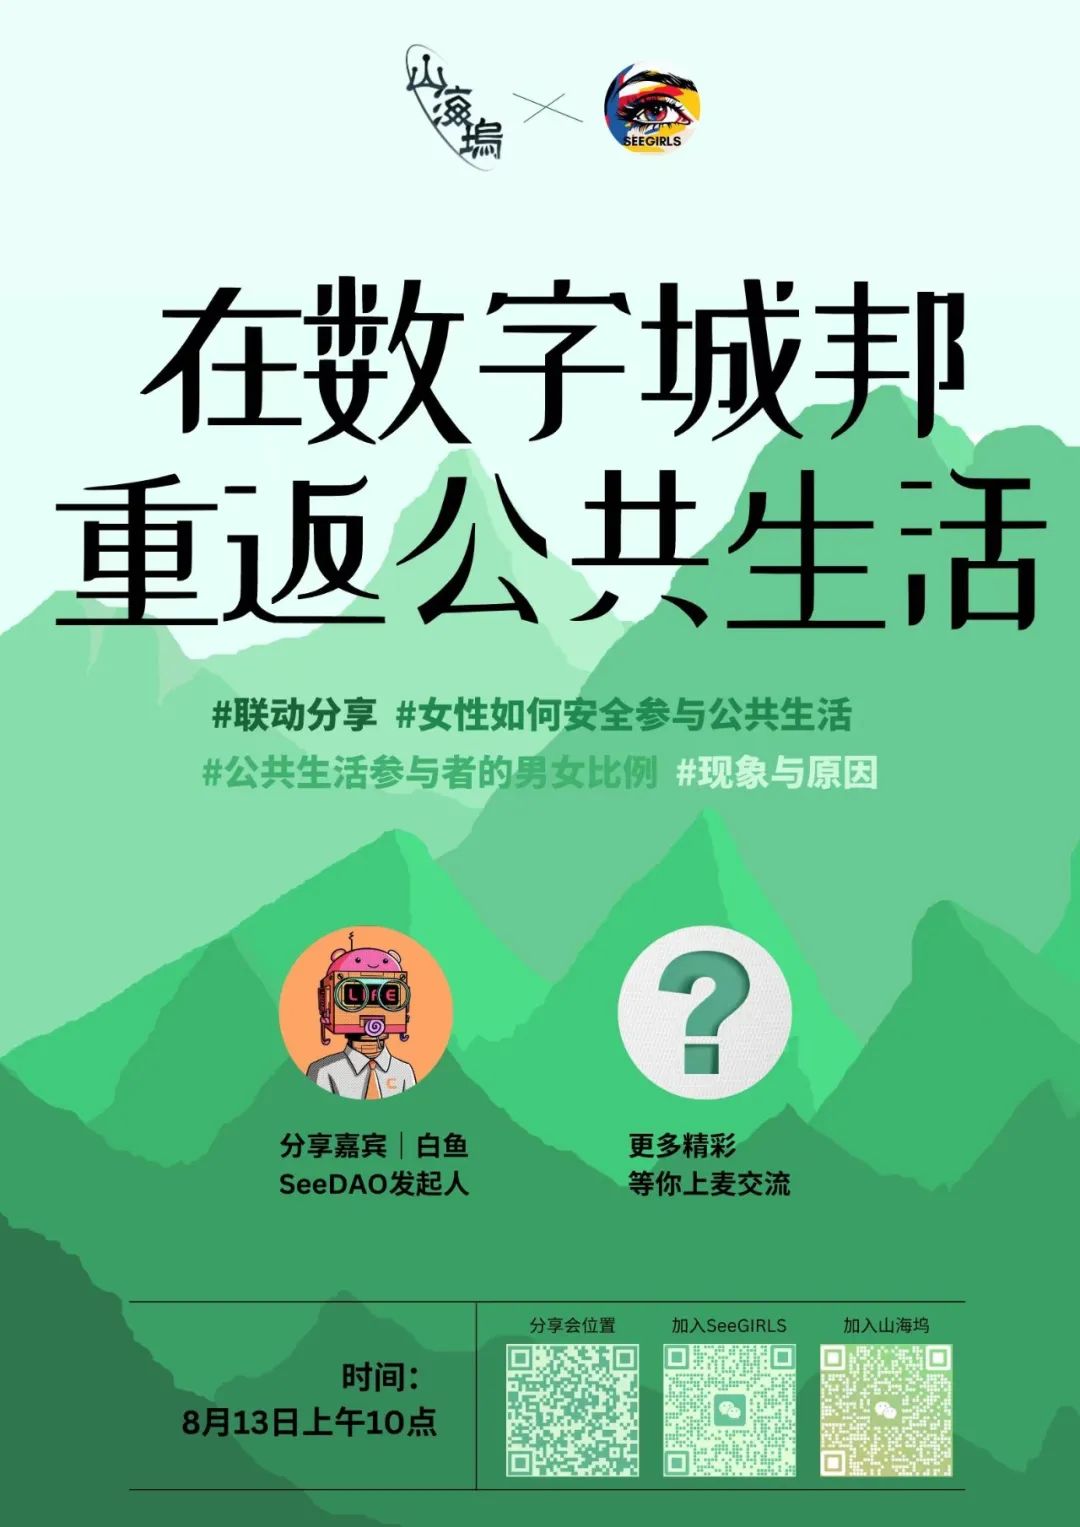 山海塢
SEEGIRLS
在数字城邦
重返公共生活
#联动分享 #女性如何安全参与公共生活
#公共生活参与者的男女比例 #现象与原因
LIFE
C
?
分享嘉宾｜白鱼
SeeDAO发起人
更多精彩
等你上麦交流
时间：
8月13日上午10点
分享会位置
加入SeeGIRLS
加入山海坞